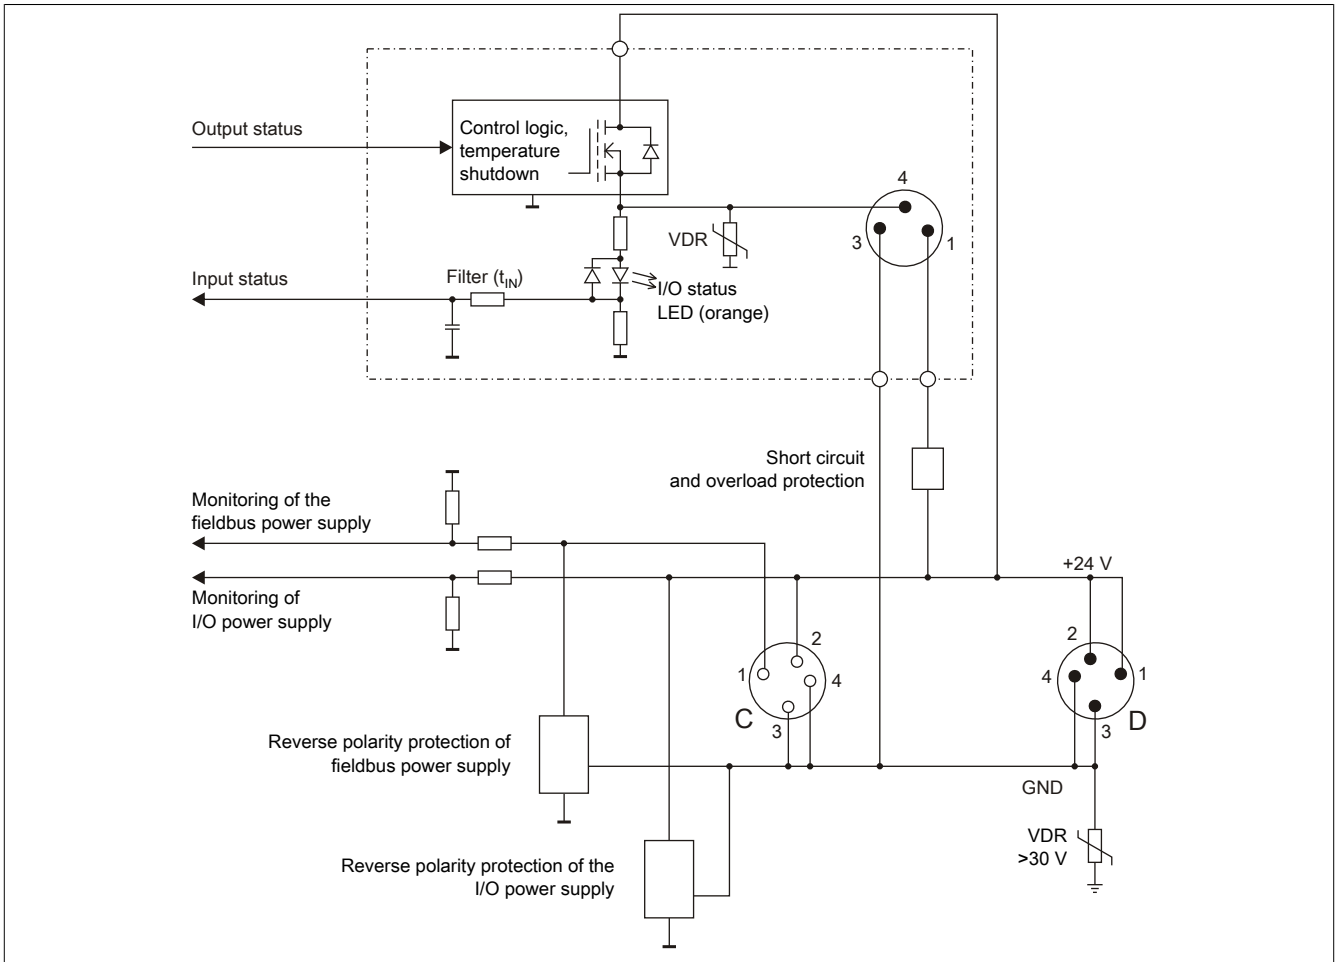 Output status
Control logic,
temperature
shutdown
4
3
1
VDR
Input status
Filter (tIN)
I/O status
LED (orange)
Short circuit
and overload protection
Monitoring of the
fieldbus power supply
+24 V
Monitoring of
I/O power supply
2
1
4
3
C
2
4
1
3
D
Reverse polarity protection of
fieldbus power supply
GND
VDR
>30 V
Reverse polarity protection of the
I/O power supply